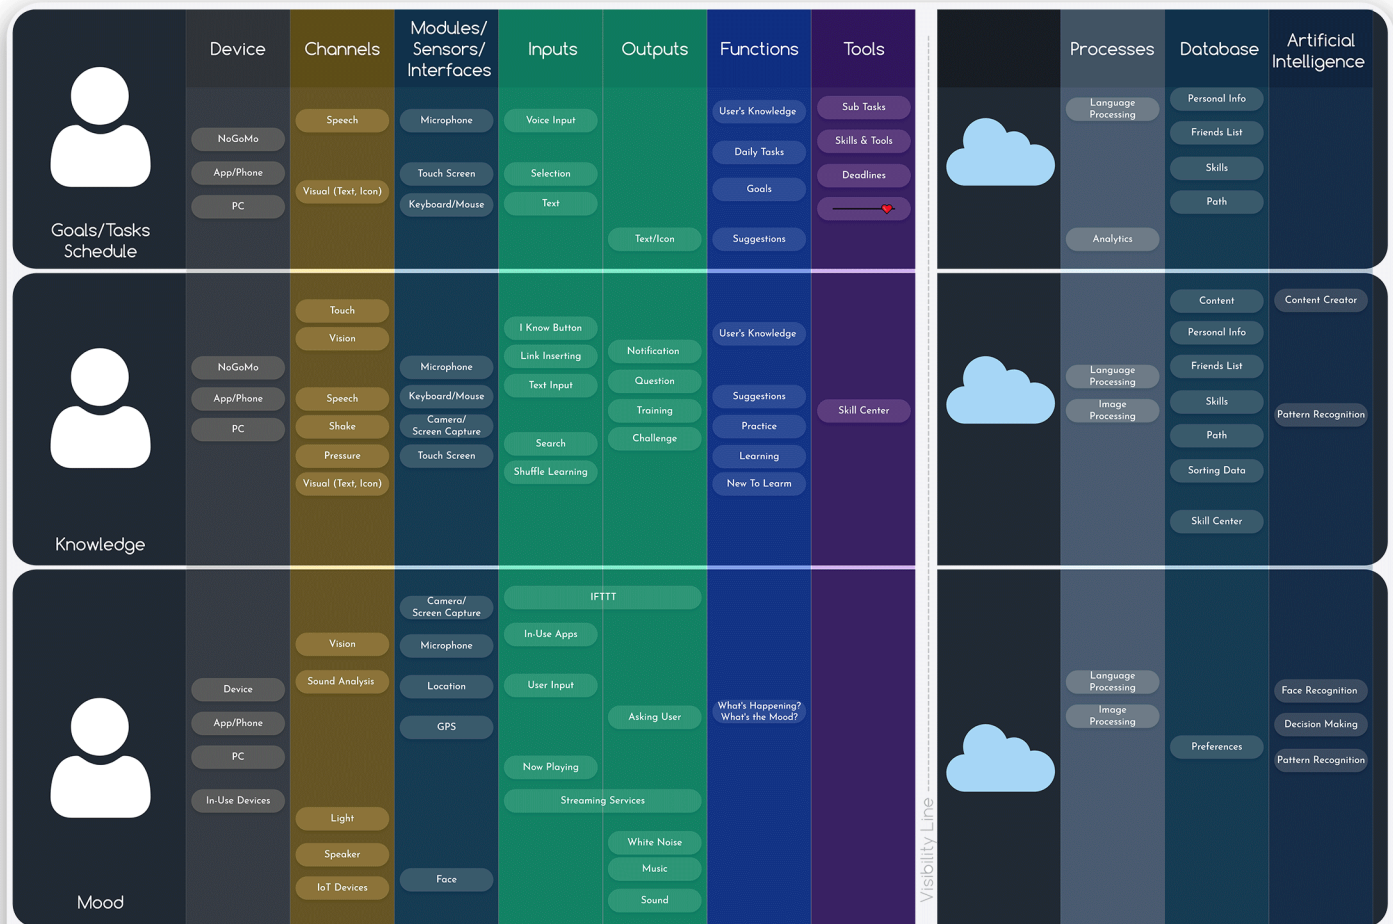 Device
Channels
Modules/
Sensors/
Interfaces
Inputs
Outputs
Functions
Tools
Processes
Database
Artificial
Intelligence
Goals/Tasks
Schedule
NoGoMo
App/Phone
PC
Speech
Visual (Text, Icon)
Microphone
Touch Screen
Keyboard/Mouse
Voice Input
Selection
Text
Text/Icon
User's Knowledge
Daily Tasks
Goals
Suggestions
Sub Tasks
Skills & Tools
Deadlines
Language
Processing
Analytics
Personal Info
Friends List
Skills
Path
Knowledge
NoGoMo
App/Phone
PC
Touch
Vision
Speech
Shake
Pressure
Visual (Text, Icon)
Microphone
Keyboard/Mouse
Camera/
Screen Capture
Touch Screen
I Know Button
Link Inserting
Text Input
Search
Shuffle Learning
Notification
Question
Training
Challenge
User's Knowledge
Suggestions
Practice
Learning
New To Learm
Skill Center
Language
Processing
Image
Processing
Content
Personal Info
Friends List
Skills
Path
Sorting Data
Skill Center
Content Creator
Pattern Recognition
Mood
Device
App/Phone
PC
In-Use Devices
Vision
Sound Analysis
Light
Speaker
IoT Devices
Camera/
Screen Capture
Microphone
Location
GPS
Face
IFTTT
In-Use Apps
User Input
Asking User
Now Playing
Streaming Services
White Noise
Music
Sound
What's Happening?
What's the Mood?
Visibility Line
Language
Processing
Image
Processing
Preferences
Face Recognition
Decision Making
Pattern Recognition